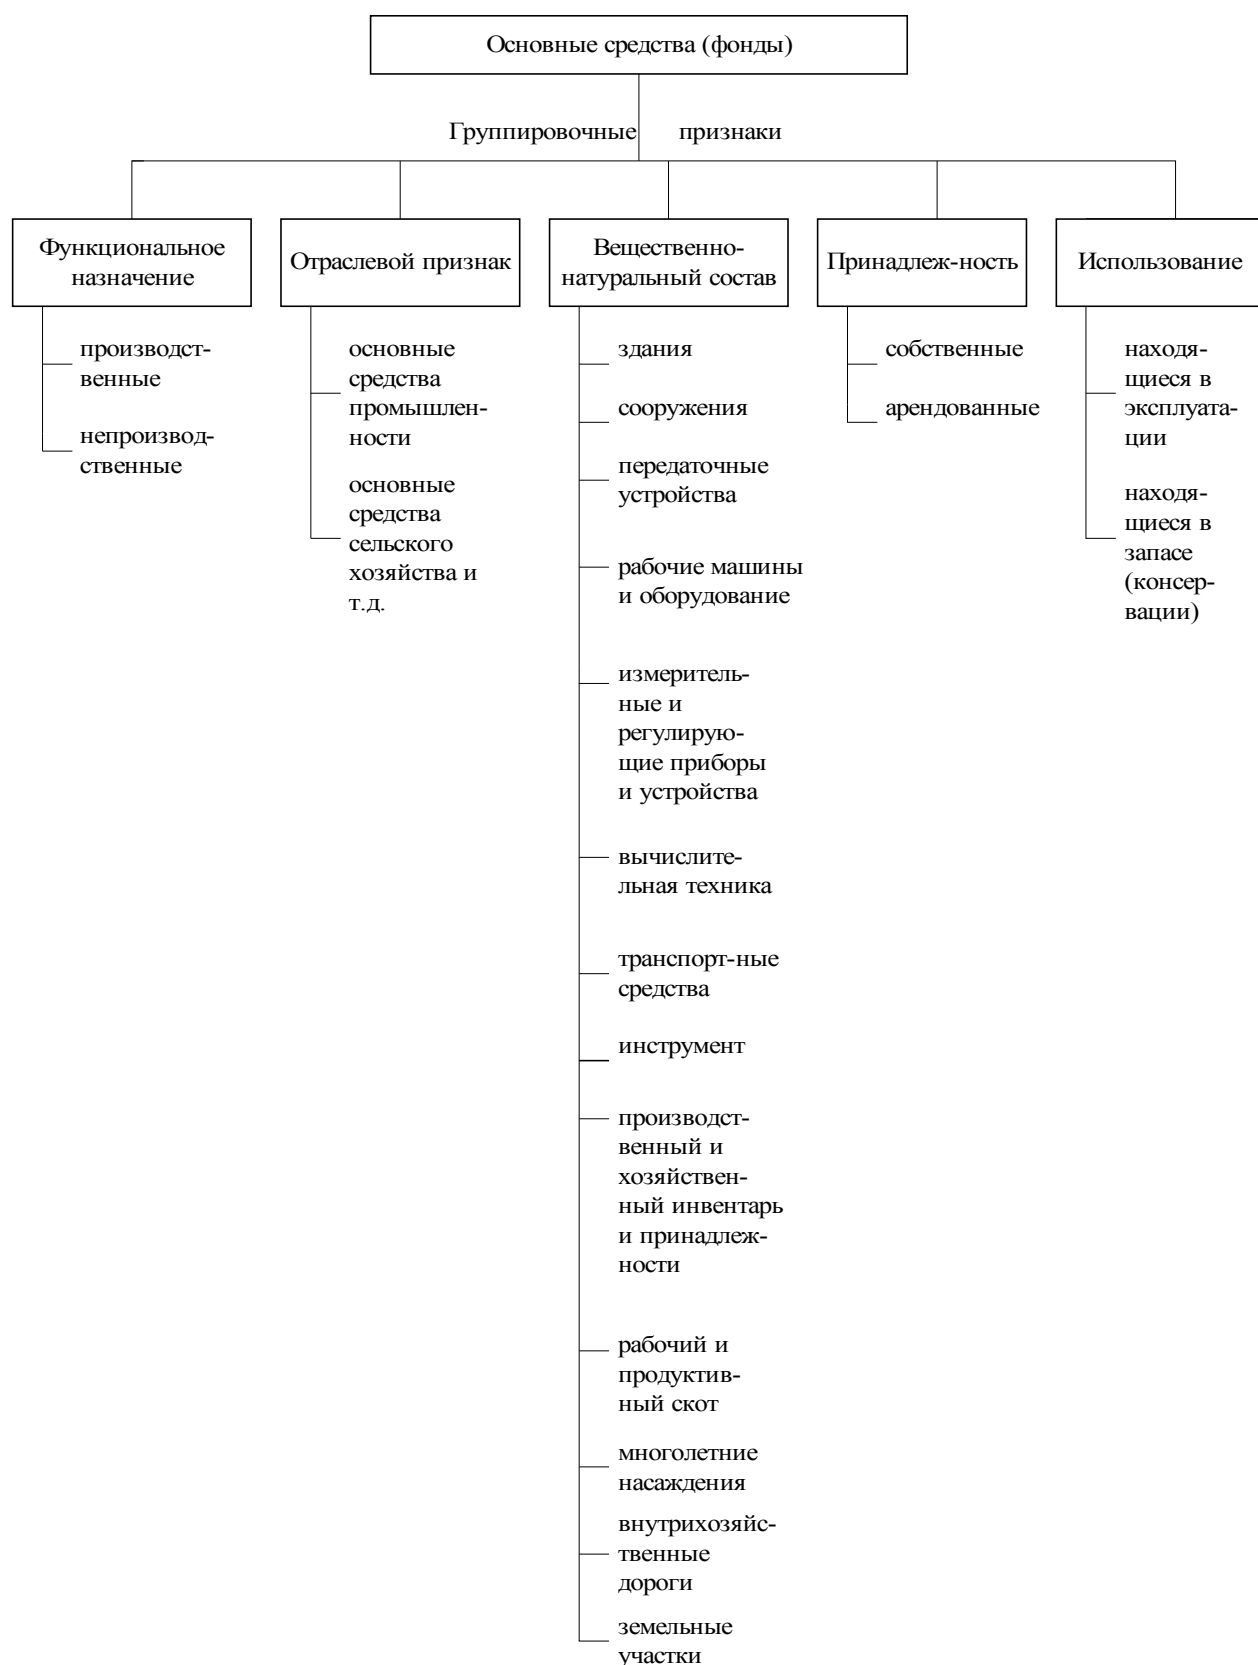 Основные средства (фонды)
Группировочные признаки
Функциональное
назначение
Отраслевой признак
Вещественно-
натуральный состав
Принадлеж-ность
Использование
производст-
венные
непроизвод-
ственные
основные
средства
промышлен-
ности
основные
средства
сельского
хозяйства и
т.д.
здания
сооружения
передаточные
устройства
рабочие машины
и оборудование
измеритель-
ные и
регулирую-
щие приборы
и устройства
вычислите-
льная техника
транспорт-ные
средства
инструмент
производст-
венный и
хозяйствен-
ный инвентарь
и принадлеж-
ности
рабочий и
продуктив-
ный скот
многолетние
насаждения
внутрихозяйс-
твенные
дороги
земельные
участки
собственные
арендованные
находя-
щиеся в
эксплуата-
ции
находя-
щиеся в
запасе
(консер-
вации)